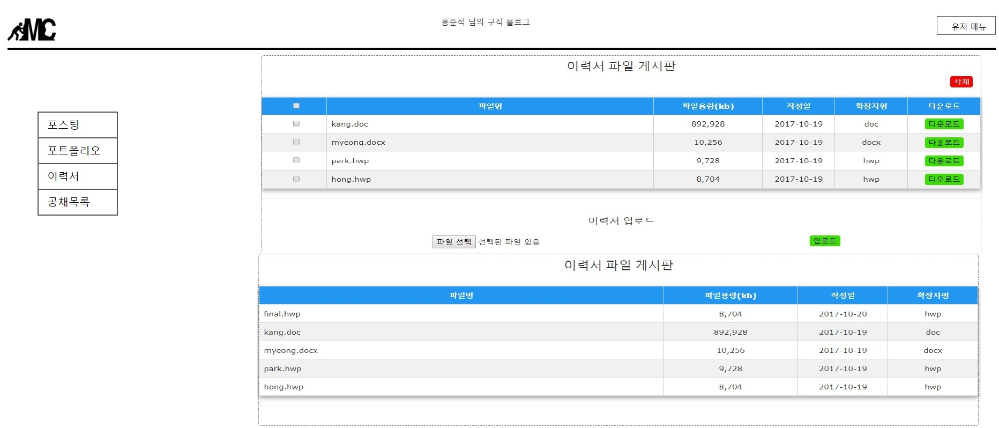 MC
홍준석 님의 구직 블로그
유저 메뉴
포스팅
포트폴리오
이력서
공채목록
이력서 파일 게시판
삭제
파일명 파일용량(kb) 작성일 확장자명 다운로드
kang.doc 892,928 2017-10-19 doc 다운로드
myeong.docx 10,256 2017-10-19 docx 다운로드
park.hwp 9,728 2017-10-19 hwp 다운로드
hong.hwp 8,704 2017-10-19 hwp 다운로드
이력서 업로드
파일 선택 선택된 파일 없음 업로드
이력서 파일 게시판
파일명 파일용량(kb) 작성일 확장자명
final.hwp 8,704 2017-10-20 hwp
kang.doc 892,928 2017-10-19 doc
myeong.docx 10,256 2017-10-19 docx
park.hwp 9,728 2017-10-19 hwp
hong.hwp 8,704 2017-10-19 hwp